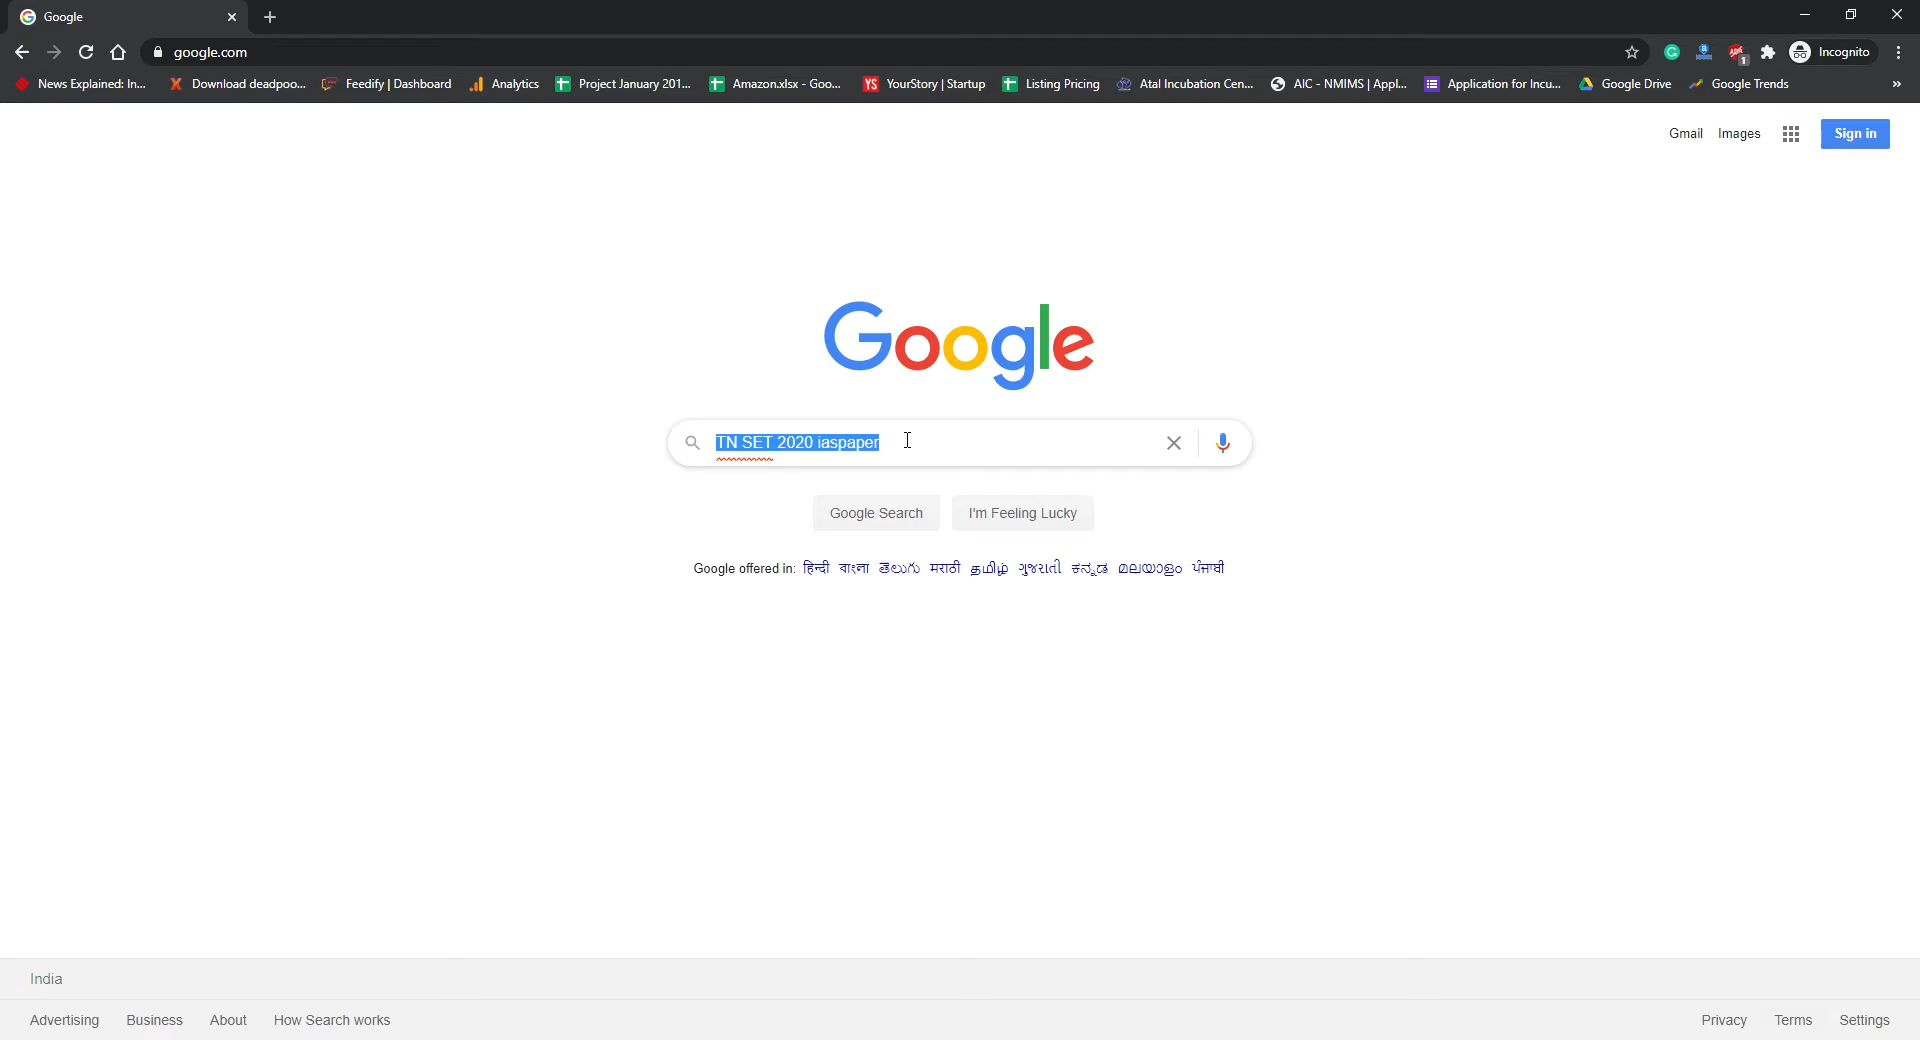 Google
google.com
Incognito
News Explained: In... Download deadpoo... Feedify | Dashboard Analytics Project January 201... Amazon.xlsx - Goo... YS YourStory | Startup Listing Pricing Atal Incubation Cen... AIC - NMIMS | Appl... Application for Incu... Google Drive Google Trends »
Gmail Images Sign in
Google
TN SET 2020 iaspaper
Google Search I'm Feeling Lucky
Google offered in: हिन्दी বাংলা తెలుగు मराठी தமிழ் ગુજરાતી ಕನ್ನಡ മലയാളം ਪੰਜਾਬੀ
India
Advertising Business About How Search works Privacy Terms Settings